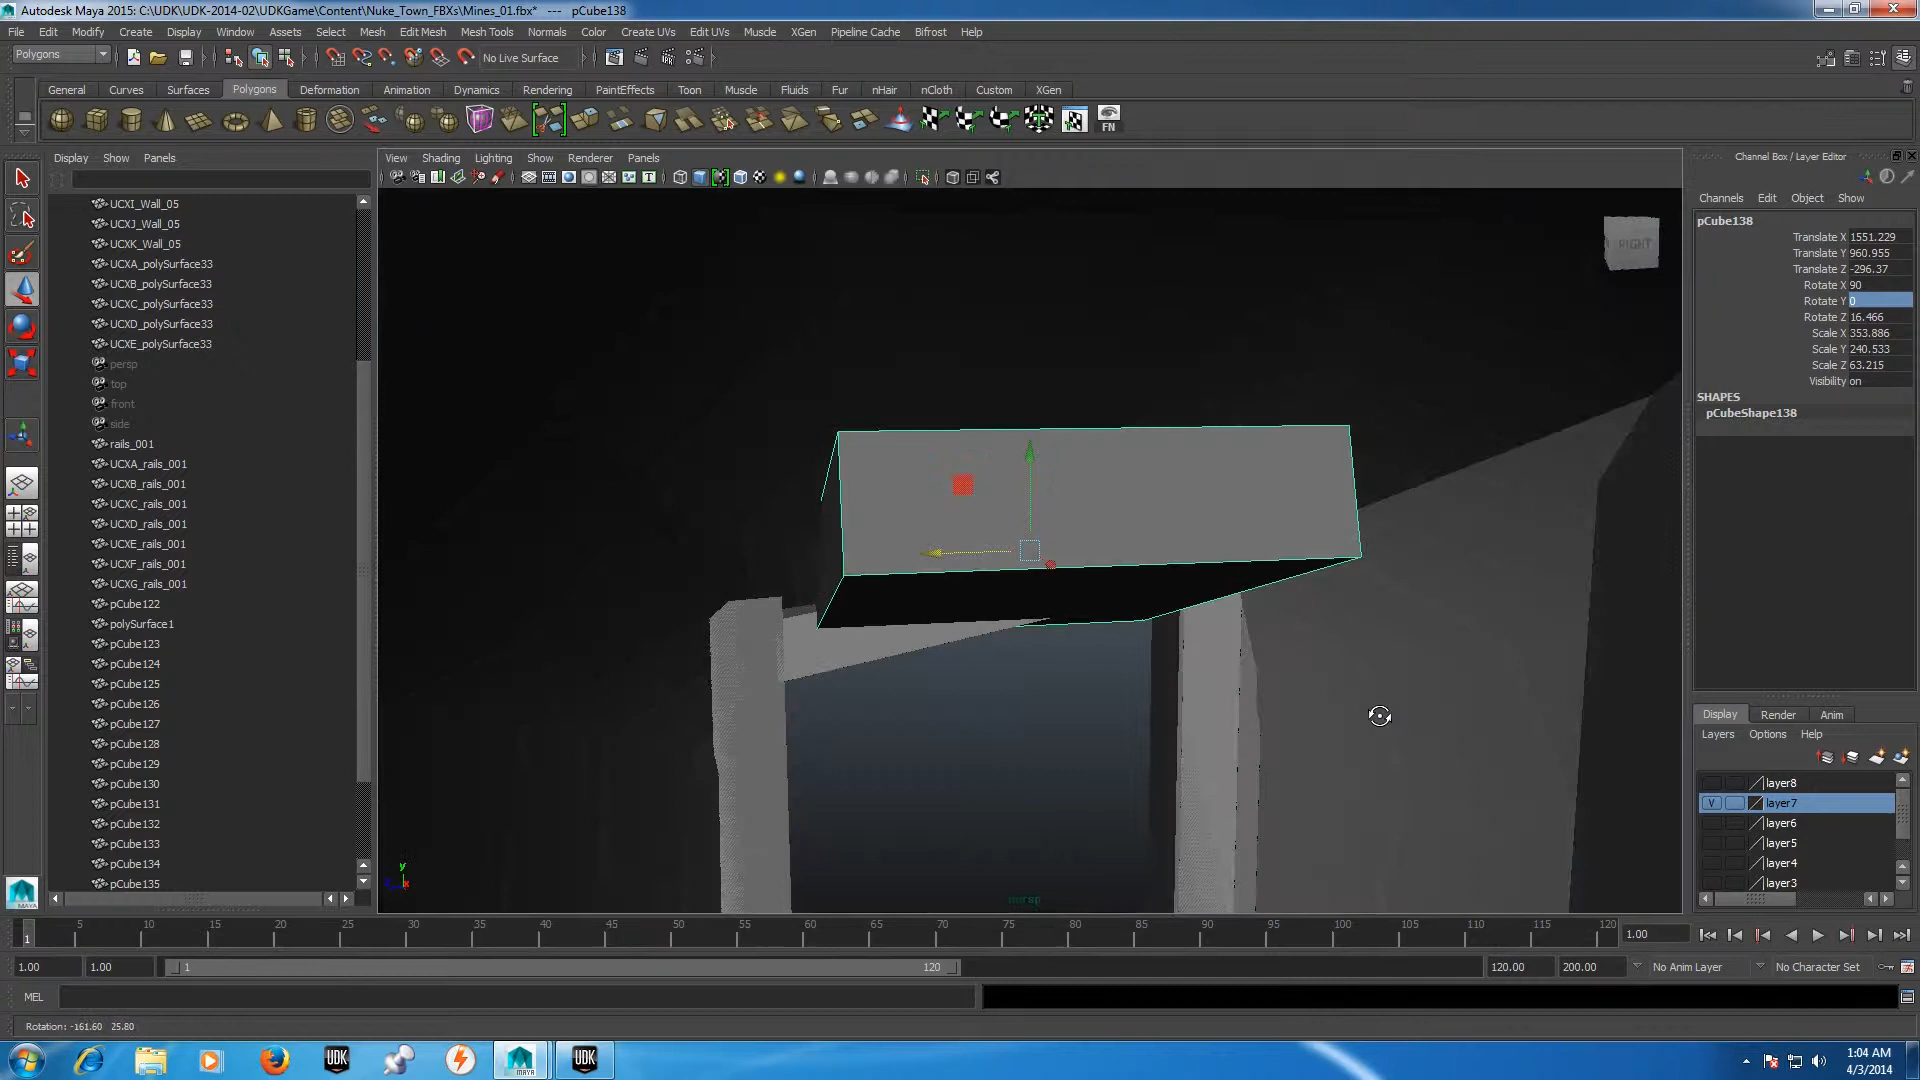 Autodesk Maya 2015: C:\UDK\UDK-2014-02\UDKGame\Content\Nuke_Town_FBXs\Mines_01.fbx* --- pCube138
File Edit Modify Create Display Window Assets Select Mesh Edit Mesh Mesh Tools Normals Color Create UVs Edit UVs Muscle XGen Pipeline Cache Bifrost Help
Polygons No Live Surface
General Curves Surfaces Polygons Deformation Animation Dynamics Rendering PaintEffects Toon Muscle Fluids Fur nHair nCloth Custom XGen
FN
Display Show Panels
View Shading Lighting Show Renderer Panels
Channel Box / Layer Editor
Channels Edit Object Show
pCube138
Translate X 1551.229
Translate Y 960.955
Translate Z -296.37
Rotate X 90
Rotate Y 0
Rotate Z 16.466
Scale X 353.886
Scale Y 240.533
Scale Z 63.215
Visibility on
SHAPES
pCubeShape138
UCXI_Wall_05
UCXJ_Wall_05
UCXK_Wall_05
UCXA_polySurface33
UCXB_polySurface33
UCXC_polySurface33
UCXD_polySurface33
UCXE_polySurface33
persp
top
front
side
rails_001
UCXA_rails_001
UCXB_rails_001
UCXC_rails_001
UCXD_rails_001
UCXE_rails_001
UCXF_rails_001
UCXG_rails_001
pCube122
polySurface1
pCube123
pCube124
pCube125
pCube126
pCube127
pCube128
pCube129
pCube130
pCube131
pCube132
pCube133
pCube134
pCube135
RIGHT
y
z x
persp
Display Render Anim
Layers Options Help
layer8
V layer7
layer6
layer5
layer4
layer3
MAYA
1 5 10 15 20 25 30 35 40 45 50 55 60 65 70 75 80 85 90 95 100 105 110 115 120 1.00
1.00 1.00 1 120 120.00 200.00 No Anim Layer No Character Set
MEL
Rotation: -161.60 25.80
UDK MAYA UDK
1:04 AM
4/3/2014